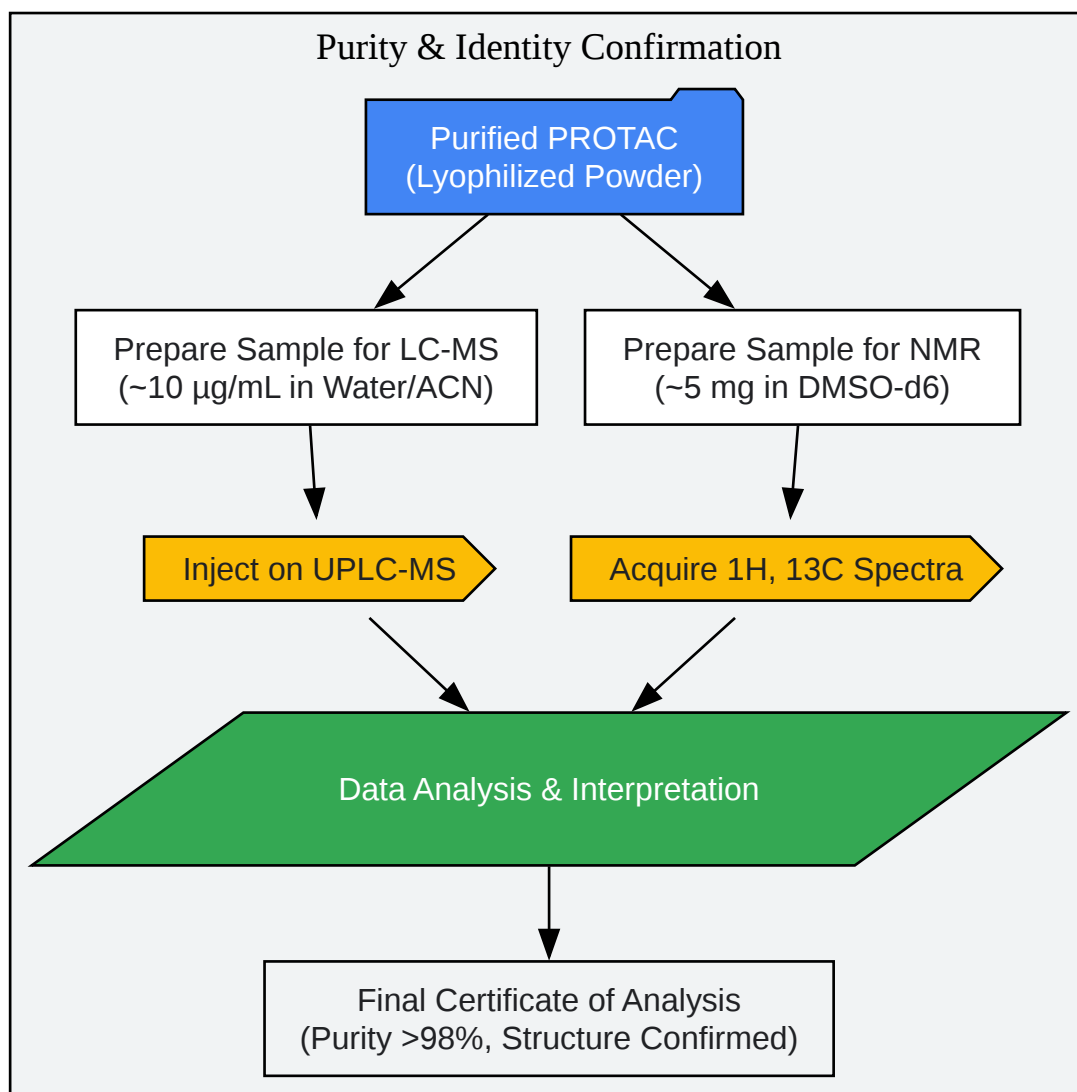 Purity & Identity Confirmation
Purified PROTAC
(Lyophilized Powder)
Prepare Sample for LC-MS
(~10 µg/mL in Water/ACN)
Prepare Sample for NMR
(~5 mg in DMSO-d6)
Inject on UPLC-MS
Acquire 1H, 13C Spectra
Data Analysis & Interpretation
Final Certificate of Analysis
(Purity >98%, Structure Confirmed)